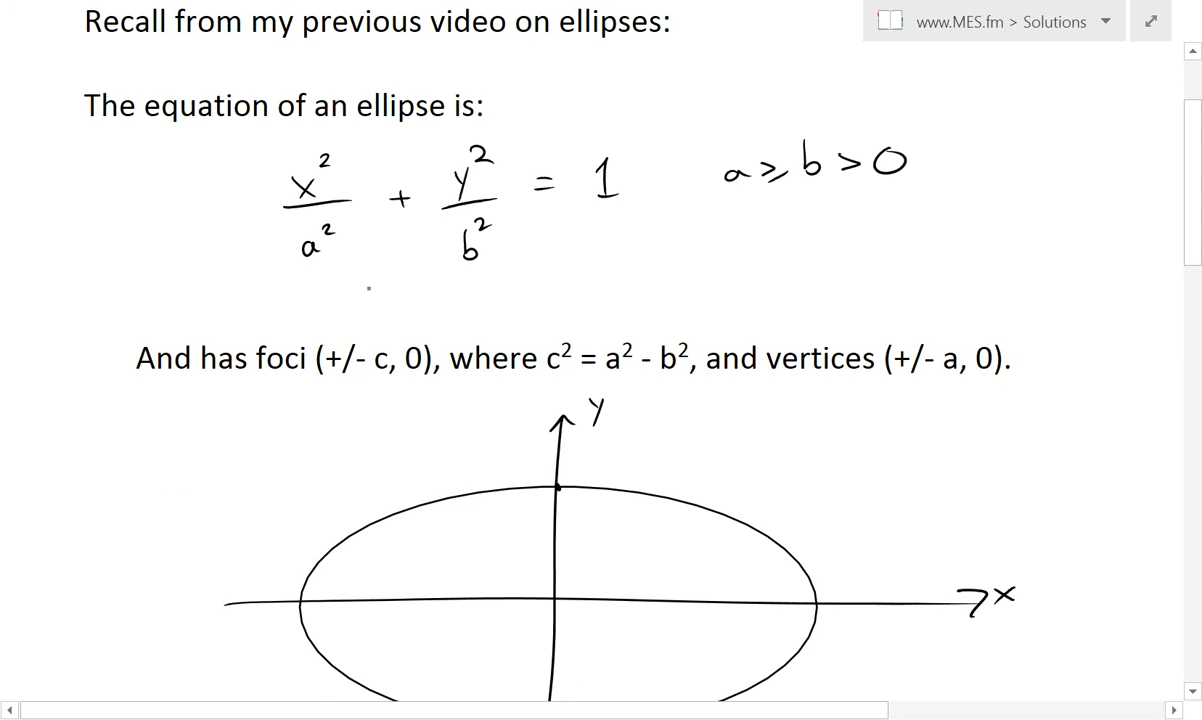 Recall from my previous video on ellipses:
www.MES.fm > Solutions
The equation of an ellipse is:
x²/a² + y²/b² = 1    a ≥ b > 0
And has foci (+/- c, 0), where c² = a² - b², and vertices (+/- a, 0).
y
x